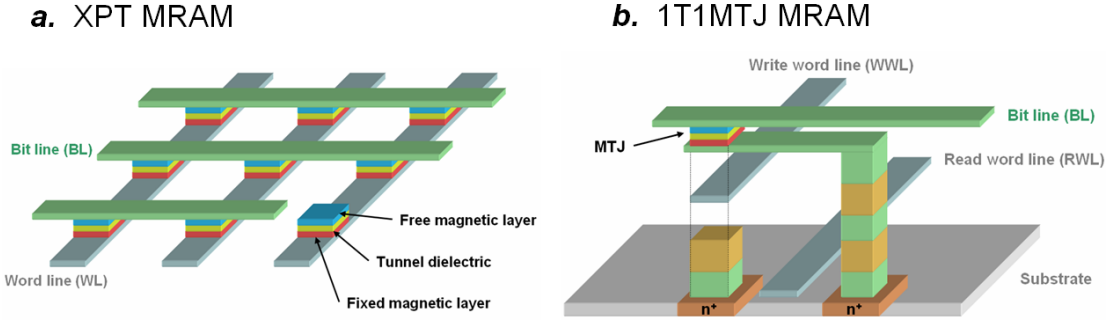 a. XPT MRAM
Bit line (BL)
Free magnetic layer
Tunnel dielectric
Word line (WL)
Fixed magnetic layer
b. 1T1MTJ MRAM
Write word line (WWL)
Bit line (BL)
MTJ
Read word line (RWL)
Substrate
n+
n+